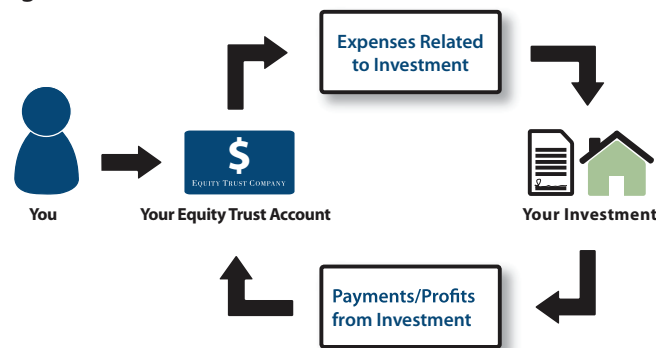 Expenses Related
to Investment
$
EQUITY TRUST COMPANY
You
Your Equity Trust Account
Your Investment
Payments/Profits
from Investment